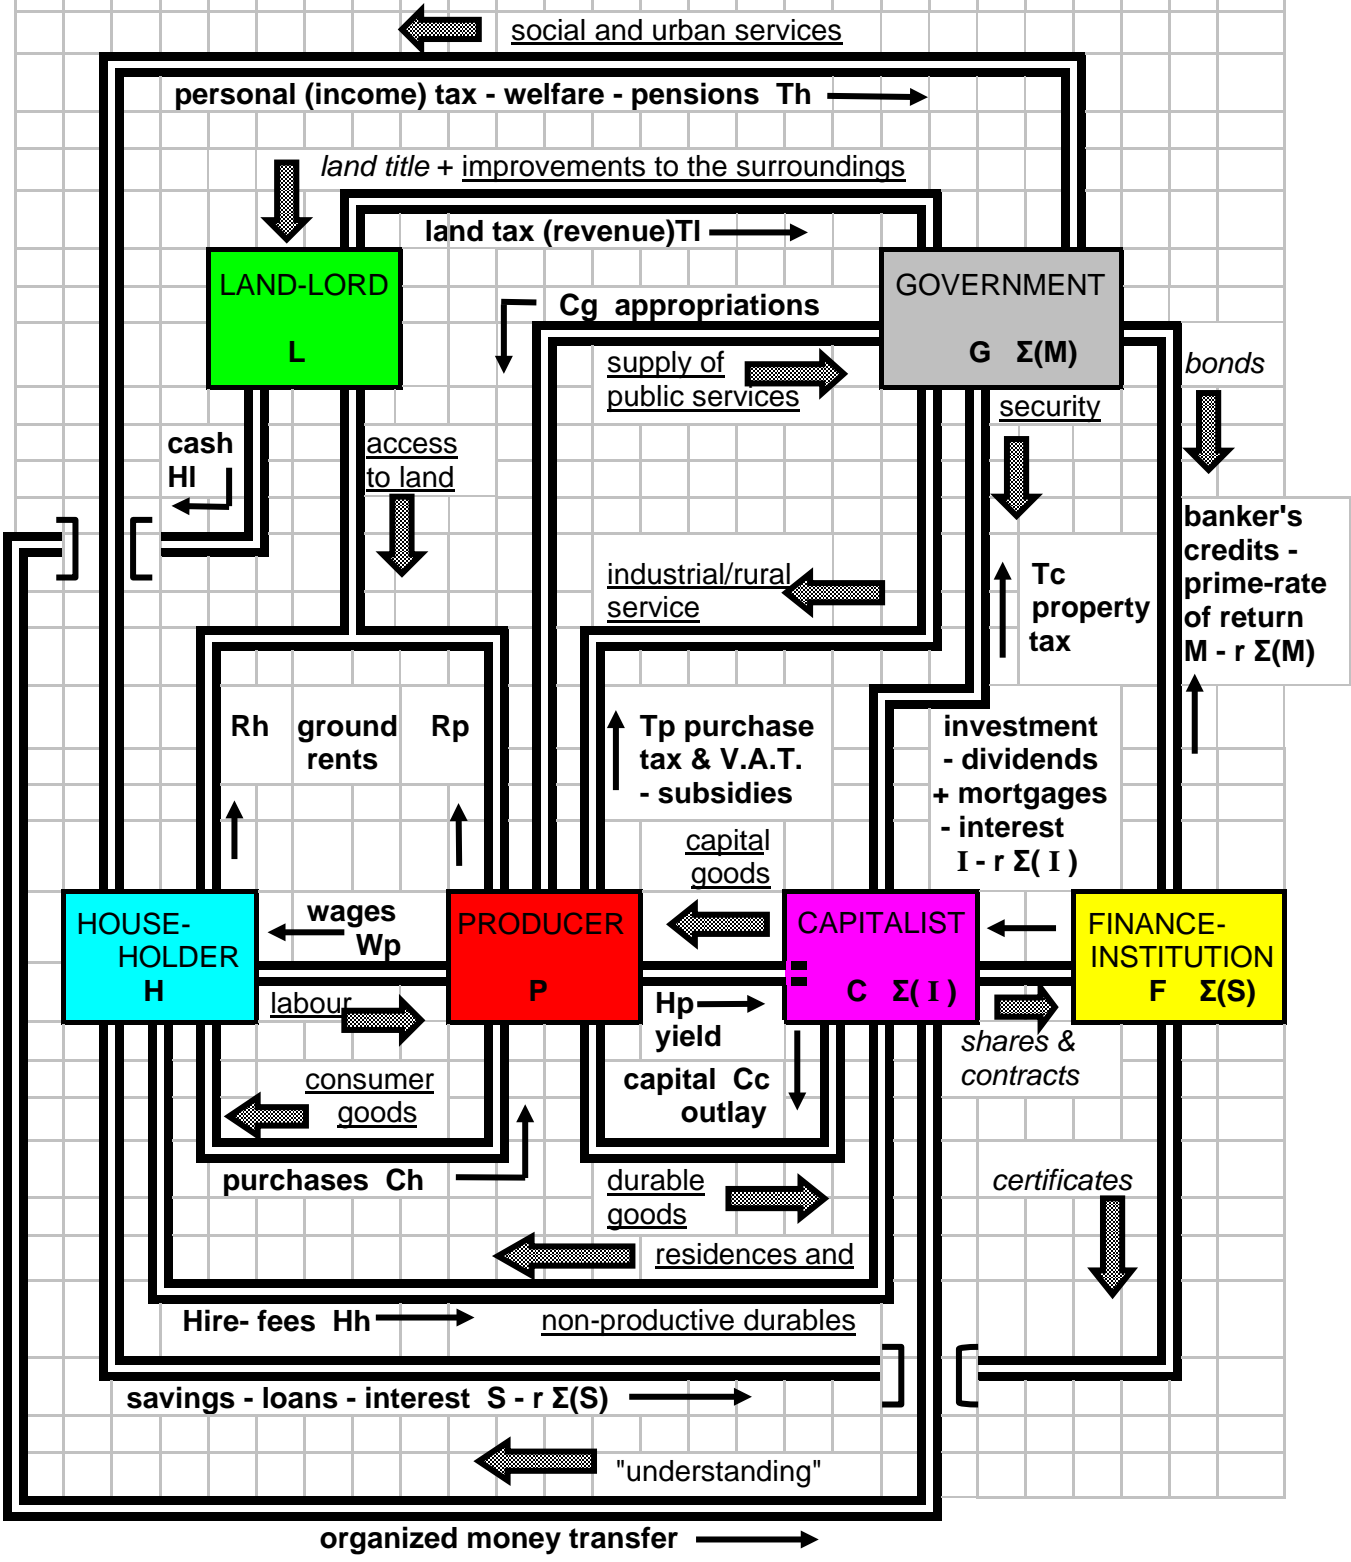 social and urban services
personal (income) tax - welfare - pensions Th
land title + improvements to the surroundings
land tax (revenue)Tl
LAND-LORD
L
GOVERNMENT
G Σ(M)
Cg appropriations
supply of
public services
bonds
security
cash
Hl
access
to land
banker's
credits -
prime-rate
of return
M - r Σ(M)
industrial/rural
service
Tc
property
tax
Rh ground Rp
rents
Tp purchase
tax & V.A.T.
- subsidies
investment
- dividends
+ mortgages
- interest
I - r Σ( I )
capital
goods
HOUSE-
HOLDER
H
wages
Wp
PRODUCER
P
CAPITALIST
C Σ( I )
FINANCE-
INSTITUTION
F Σ(S)
labour
Hp
yield
shares &
contracts
consumer
goods
capital Cc
outlay
purchases Ch
durable
goods
certificates
residences and
Hire- fees Hh
non-productive durables
savings - loans - interest S - r Σ(S)
"understanding"
organized money transfer